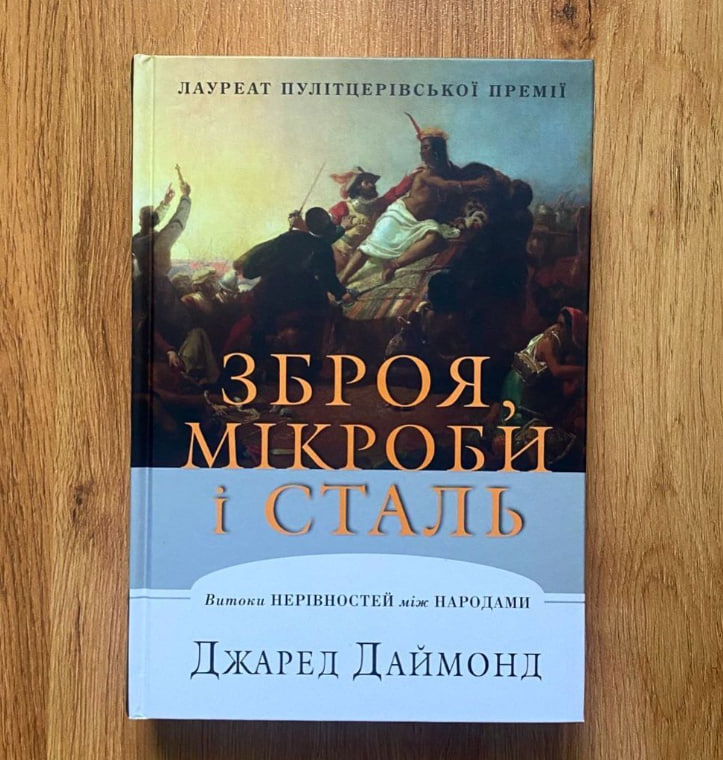 ЛАУРЕАТ ПУЛІТЦЕРІВСЬКОЇ ПРЕМІЇ
ЗБРОЯ,
МІКРОБИ
і СТАЛЬ
Витоки НЕРІВНОСТЕЙ між НАРОДАМИ
ДЖАРЕД ДАЙМОНД